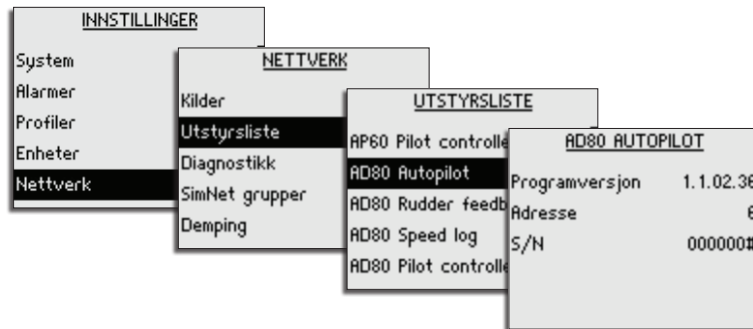 INNSTILLINGER
System
Alarmer
Profiler
Enheter
Nettverk
NETTVERK
Kilder
Utstyrsliste
Diagnostikk
SimNet grupper
Demping
UTSTYRSLISTE
AP60 Pilot controlle
AD80 Autopilot
AD80 Rudder feedb
AD80 Speed log
AD80 Pilot controlle
AD80 AUTOPILOT
Programversjon 1.1.02.36
Adresse
S/N 000000